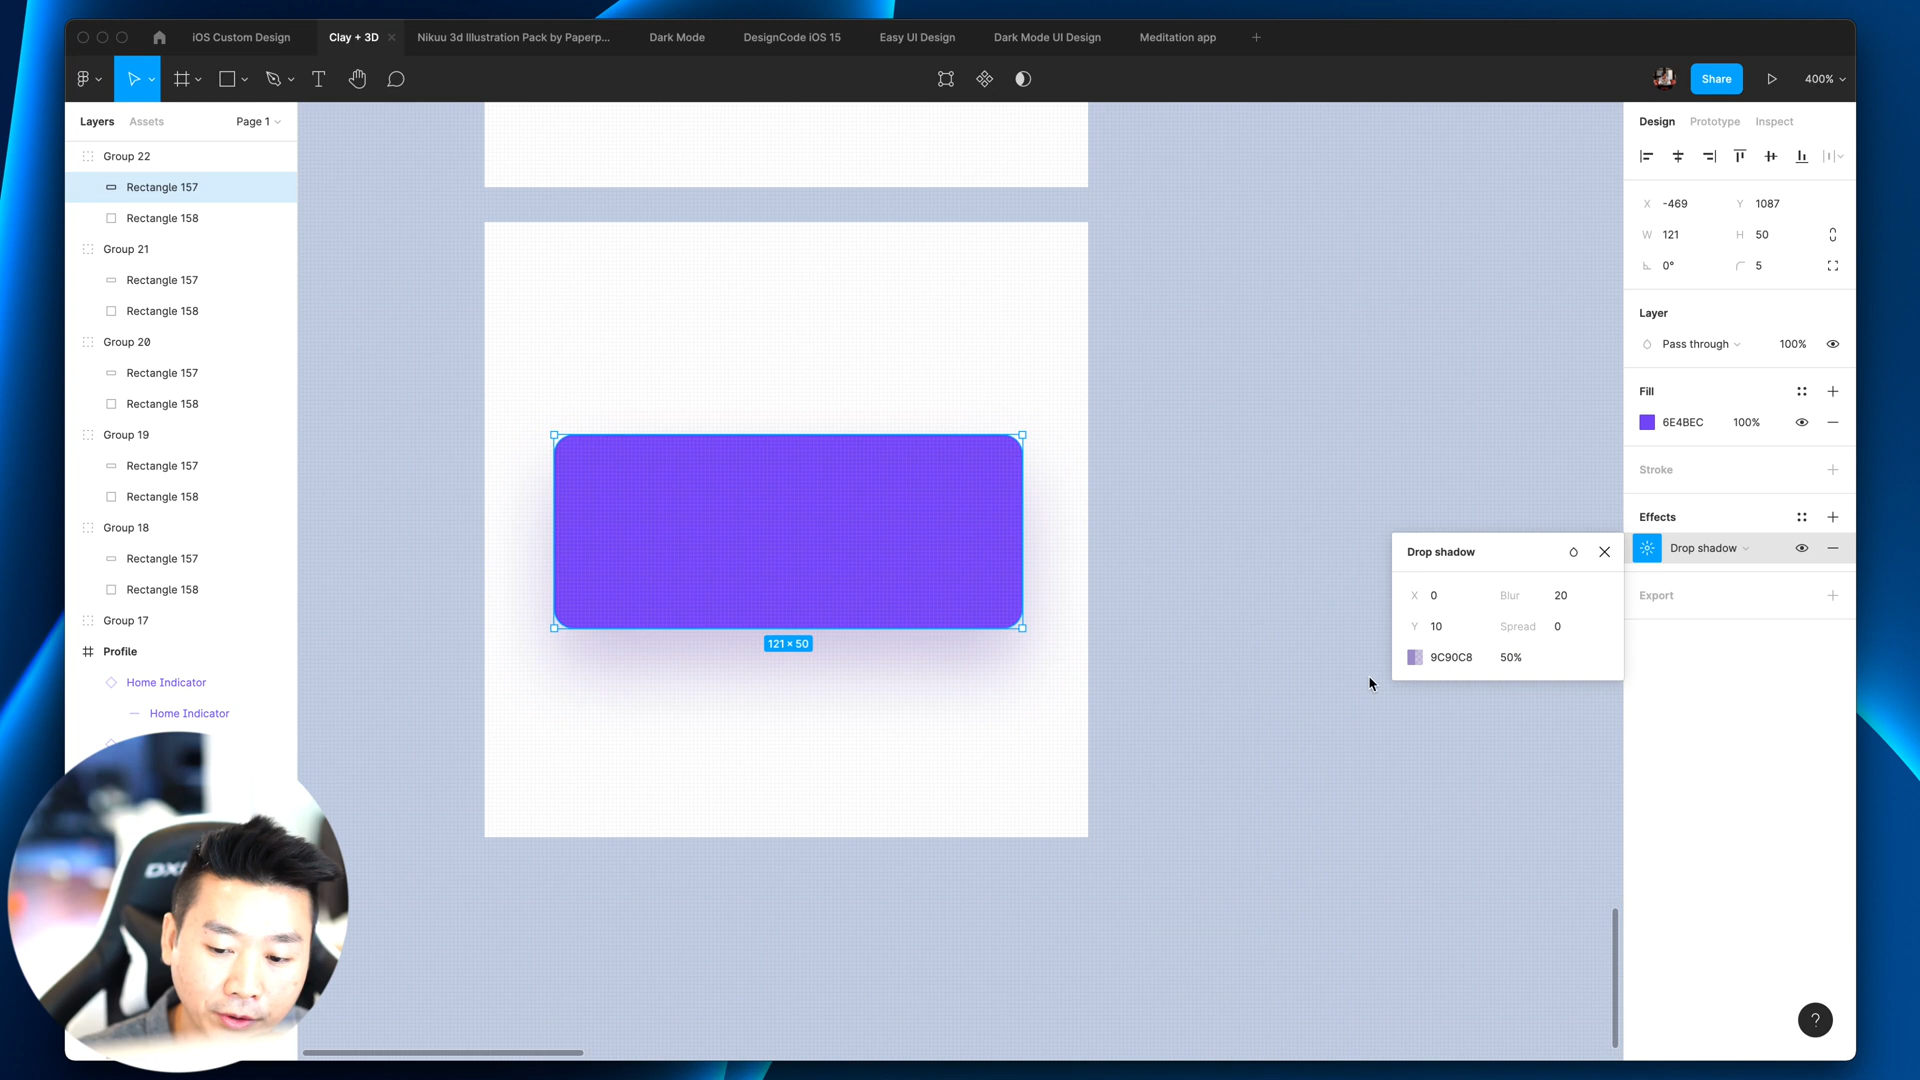 iOS Custom Design
Clay + 3D
Nikuu 3d Illustration Pack by Paperp...
Dark Mode
DesignCode iOS 15
Easy UI Design
Dark Mode UI Design
Meditation app
Share
400%
Layers
Assets
Page 1
Group 22
Rectangle 157
Rectangle 158
Group 21
Rectangle 157
Rectangle 158
Group 20
Rectangle 157
Rectangle 158
Group 19
Rectangle 157
Rectangle 158
Group 18
Rectangle 157
Rectangle 158
Group 17
Profile
Home Indicator
Home Indicator
121 × 50
Drop shadow
X 0 Blur 20
Y 10 Spread 0
9C90C8 50%
Design
Prototype
Inspect
X -469 Y 1087
W 121 H 50
0° 5
Layer
Pass through 100%
Fill
6E4BEC 100%
Stroke
Effects
Drop shadow
Export
?